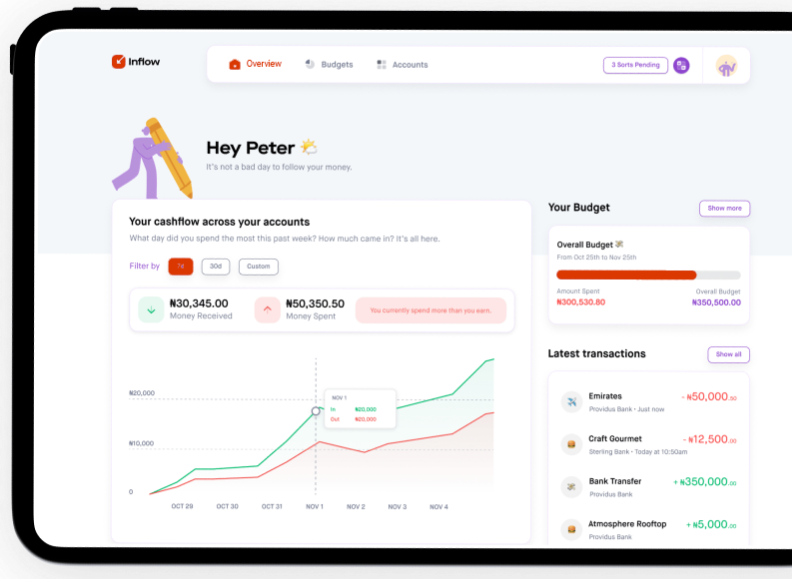 Inflow
Overview
Budgets
Accounts
3 Sorts Pending
Hey Peter
It's not a bad day to follow your money.
Your cashflow across your accounts
What day did you spend the most this past week? How much came in? It's all here.
Filter by
7d
30d
Custom
₦30,345.00
Money Received
₦50,350.50
Money Spent
You currently spend more than you earn.
₦20,000
₦10,000
0
NOV 1
In ₦20,000
Out ₦20,000
OCT 29
OCT 30
OCT 31
NOV 1
NOV 2
NOV 3
NOV 4
Your Budget
Show more
Overall Budget
From Oct 25th to Nov 25th
Amount Spent
Overall Budget
₦300,530.80
₦350,500.00
Latest transactions
Show all
Emirates
- ₦50,000.50
Providus Bank • Just now
Craft Gourmet
- ₦12,500.00
Sterling Bank • Today at 10:50am
Bank Transfer
+ ₦350,000.00
Providus Bank
Atmosphere Rooftop
+ ₦5,000.00
Providus Bank